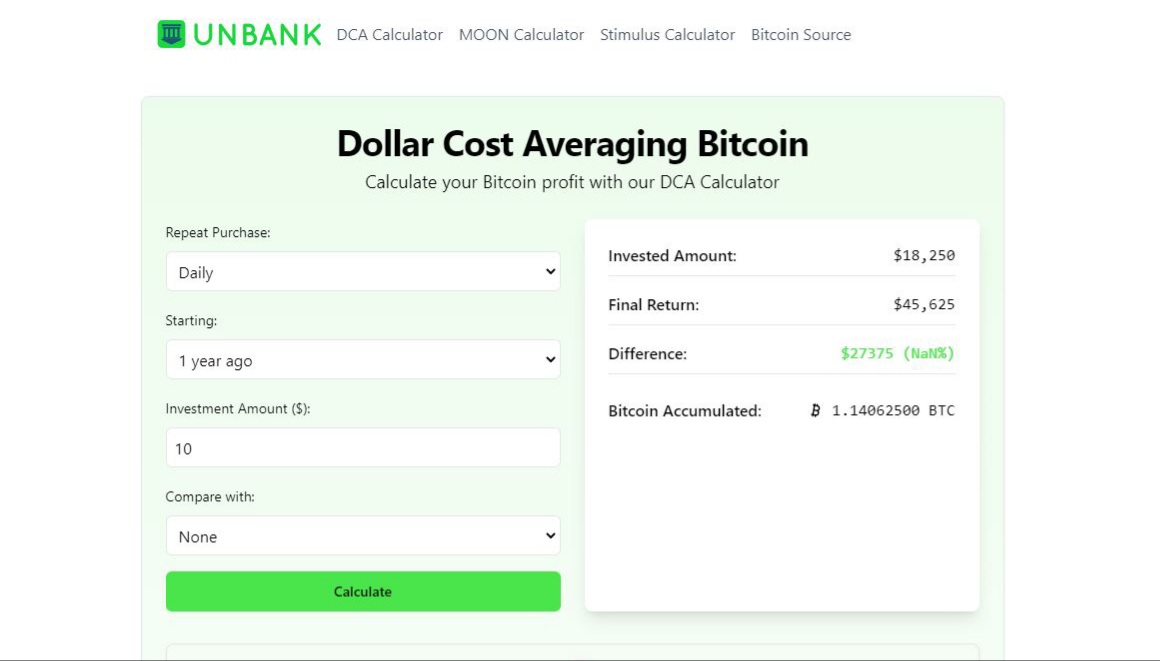 UNBANK DCA Calculator MOON Calculator Stimulus Calculator Bitcoin Source
Dollar Cost Averaging Bitcoin
Calculate your Bitcoin profit with our DCA Calculator
Repeat Purchase:
Daily
Starting:
1 year ago
Investment Amount ($):
10
Compare with:
None
Calculate
Invested Amount: $18,250
Final Return: $45,625
Difference: $27375 (NaN%)
Bitcoin Accumulated: ₿ 1.14062500 BTC